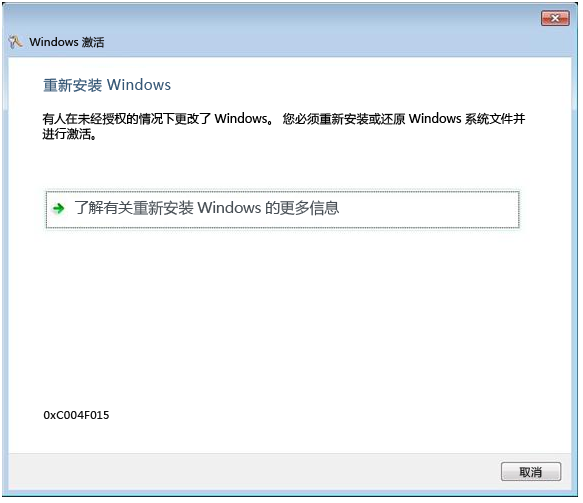 Windows 激活
重新安装 Windows
有人在未经授权的情况下更改了 Windows。 您必须重新安装或还原 Windows 系统文件并
进行激活。
了解有关重新安装 Windows 的更多信息
0xC004F015
取消